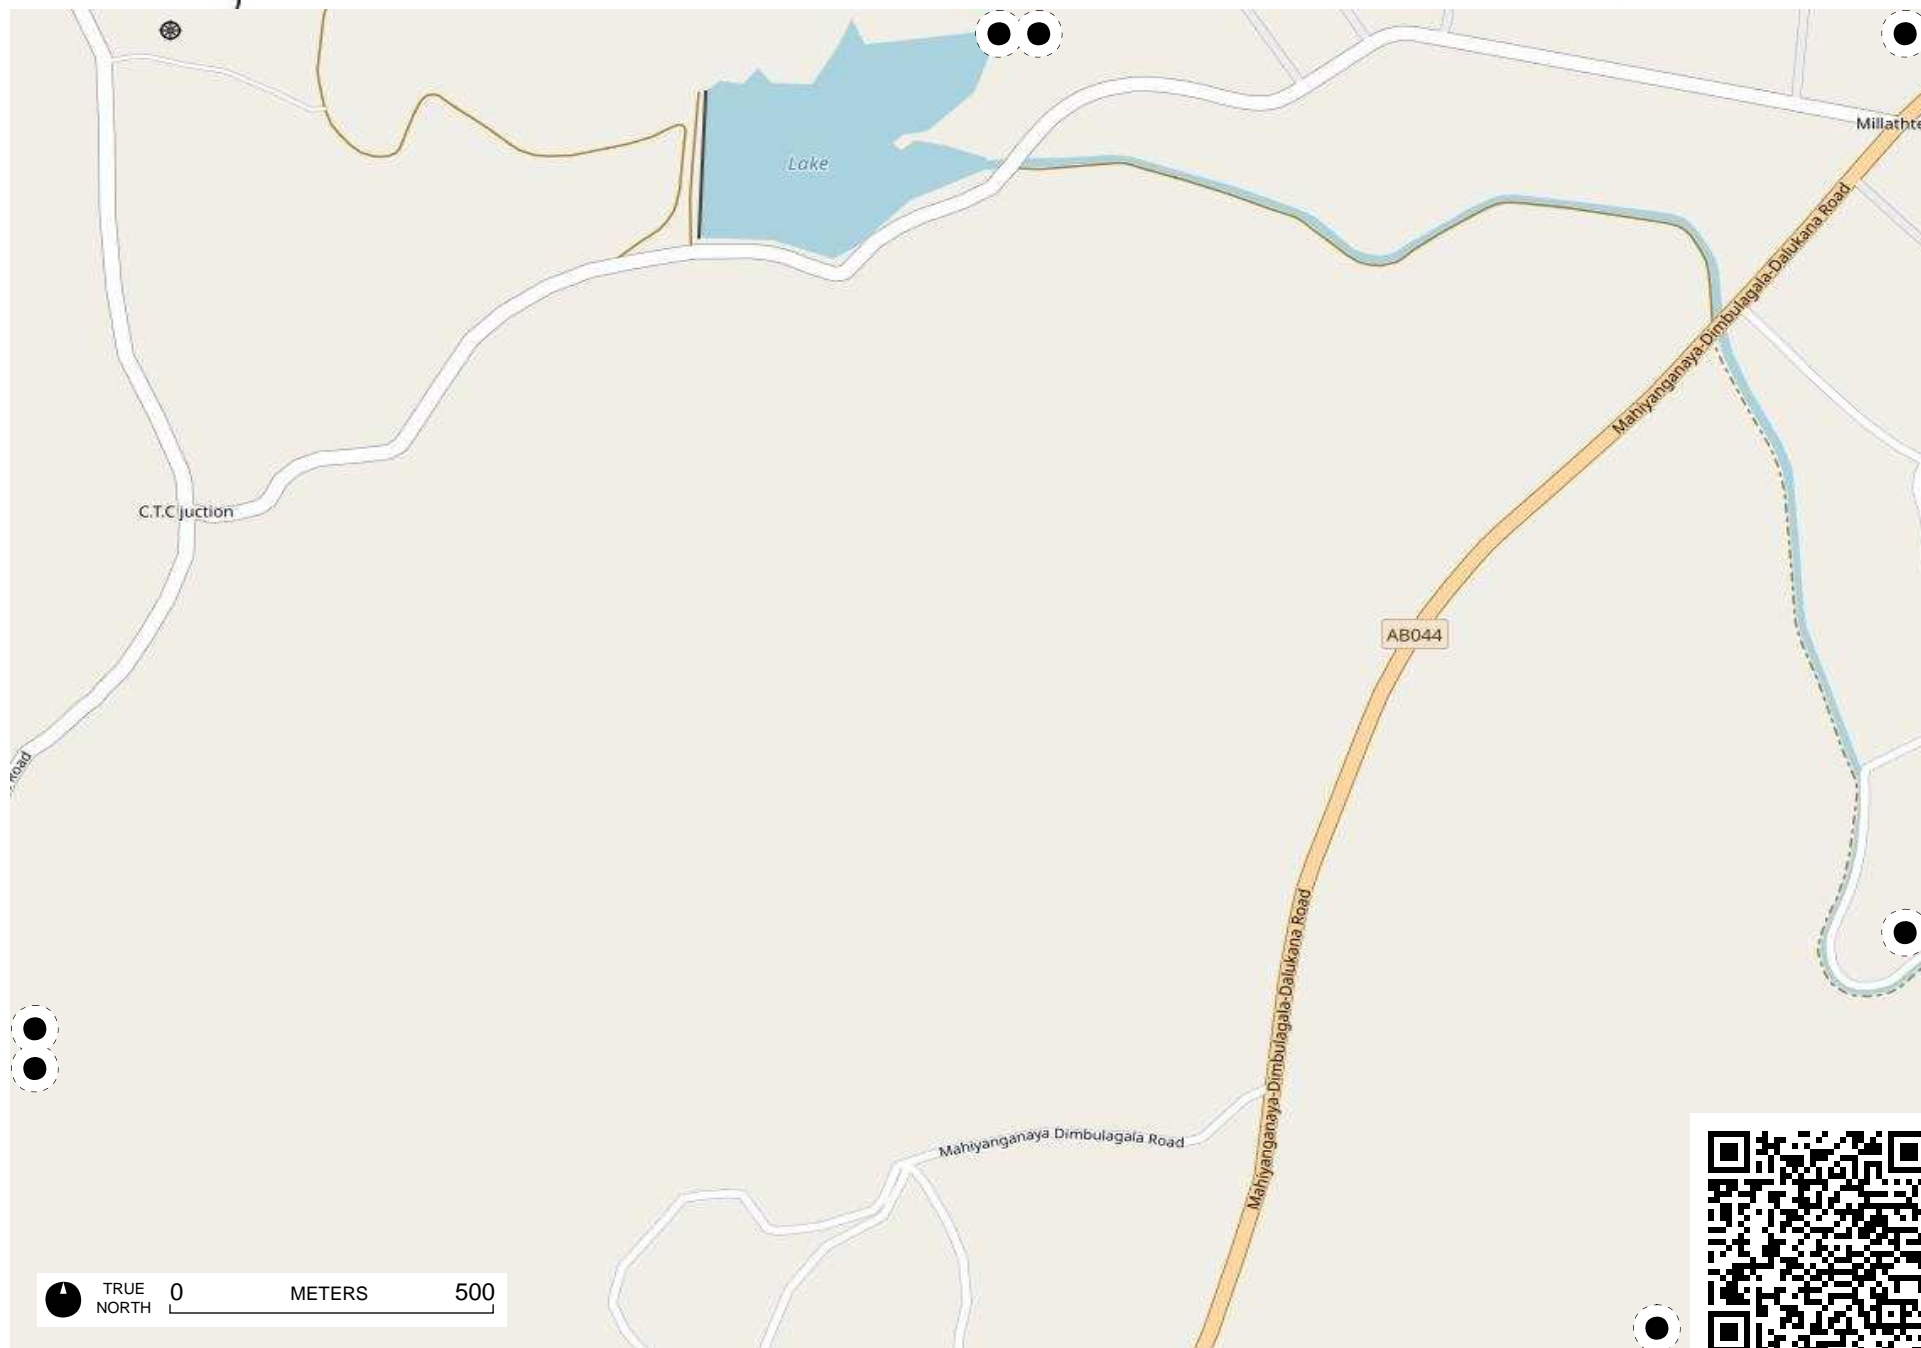 Lake
Millathte
Mahiyanganaya-Dimbulagala-Dalukana Road
C.T.C juction
AB044
Road
Mahiyanganaya-Dimbulagala-Dalukana Road
Mahiyanganaya Dimbulagala Road
TRUE NORTH
0 METERS 500